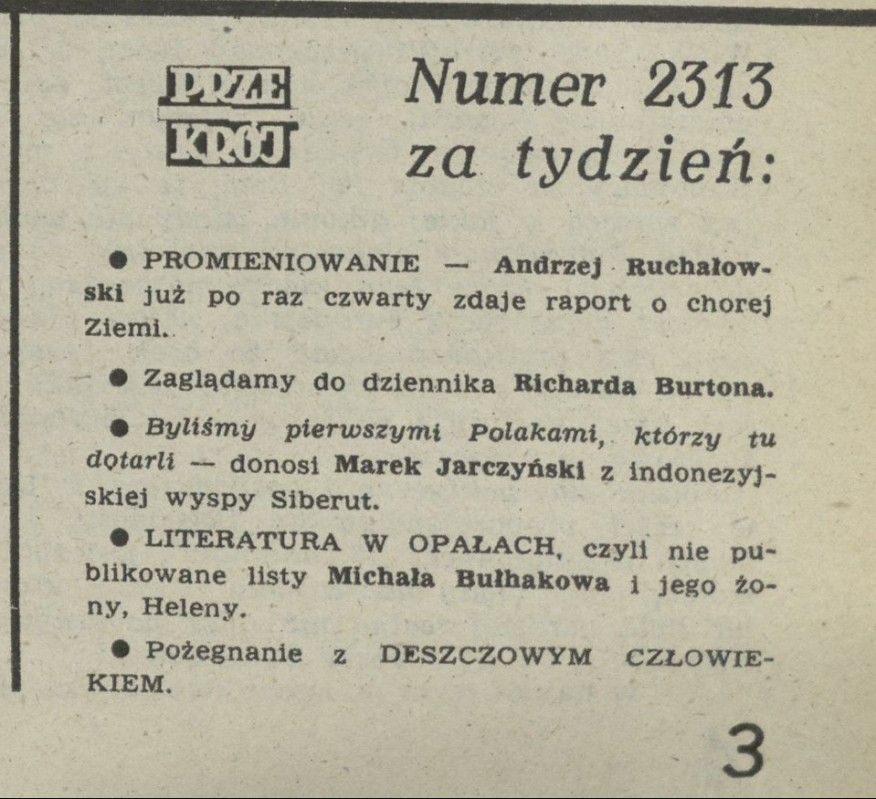 PRZE
KRÓJ
Numer 2313
za tydzień:
● PROMIENIOWANIE — Andrzej Ruchałow-
ski już po raz czwarty zdaje raport o chorej
Ziemi.
● Zaglądamy do dziennika Richarda Burtona.
● Byliśmy pierwszymi Polakami, którzy tu
dotarli — donosi Marek Jarczyński z indonezyj-
skiej wyspy Siberut.
● LITERATURA W OPAŁACH, czyli nie pu-
blikowane listy Michała Bułhakowa i jego żo-
ny, Heleny.
● Pożegnanie z DESZCZOWYM CZŁOWIE-
KIEM.
3